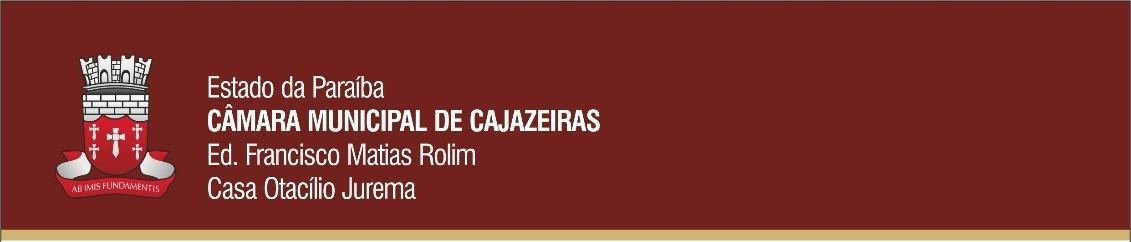 Estado da Paraíba
CÂMARA MUNICIPAL DE CAJAZEIRAS
Ed. Francisco Matias Rolim
Casa Otacílio Jurema
AB IMIS FUNDAMENTIS